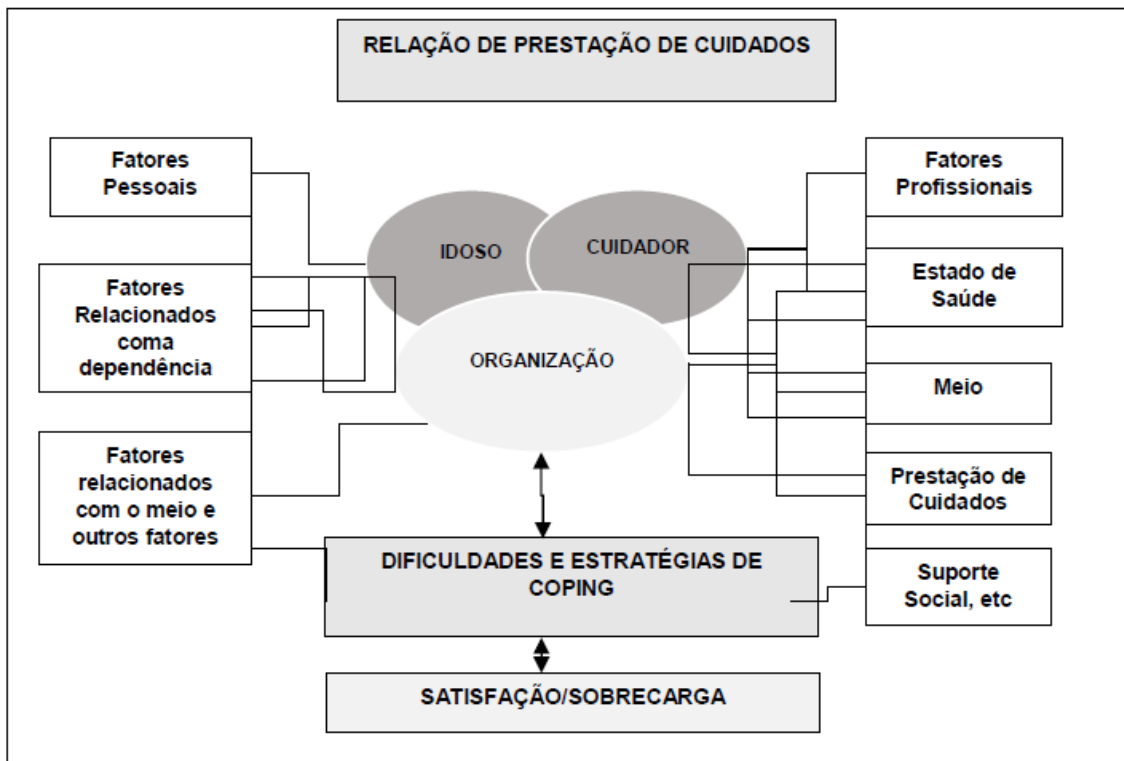 RELAÇÃO DE PRESTAÇÃO DE CUIDADOS
Fatores
Pessoais
Fatores
Relacionados
coma
dependência
Fatores
relacionados
com o meio e
outros fatores
IDOSO
CUIDADOR
ORGANIZAÇÃO
Fatores
Profissionais
Estado de
Saúde
Meio
Prestação de
Cuidados
Suporte
Social, etc
DIFICULDADES E ESTRATÉGIAS DE
COPING
SATISFAÇÃO/SOBRECARGA